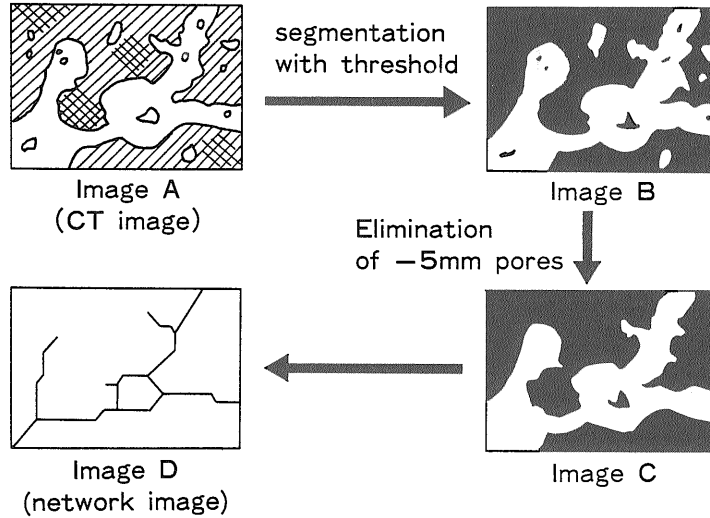 segmentation
with threshold
Image A
(CT image)
Image B
Elimination
of −5mm pores
Image D
(network image)
Image C